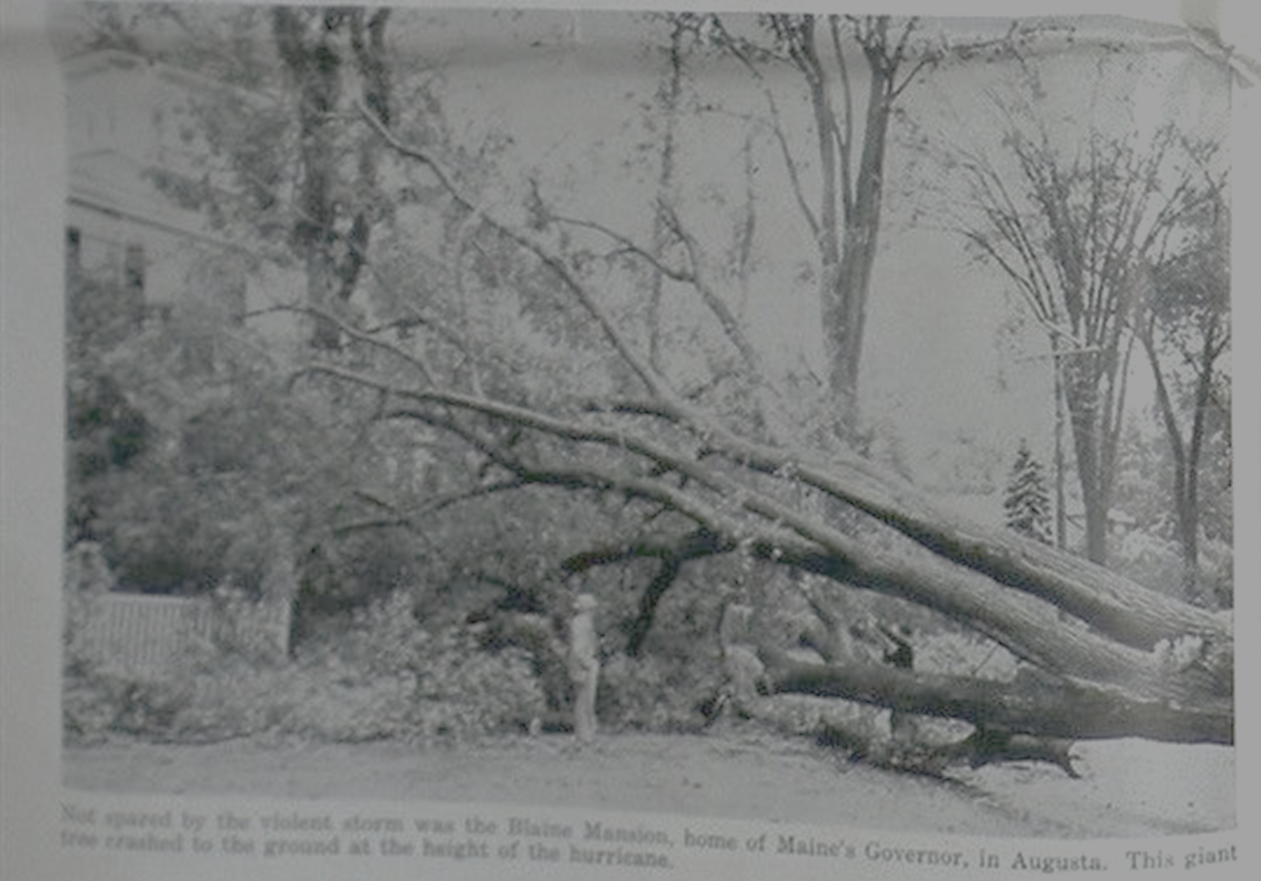 Not spared by the violent storm was the Blaine Mansion, home of Maine's Governor, in Augusta. This giant
tree crashed to the ground at the height of the hurricane.